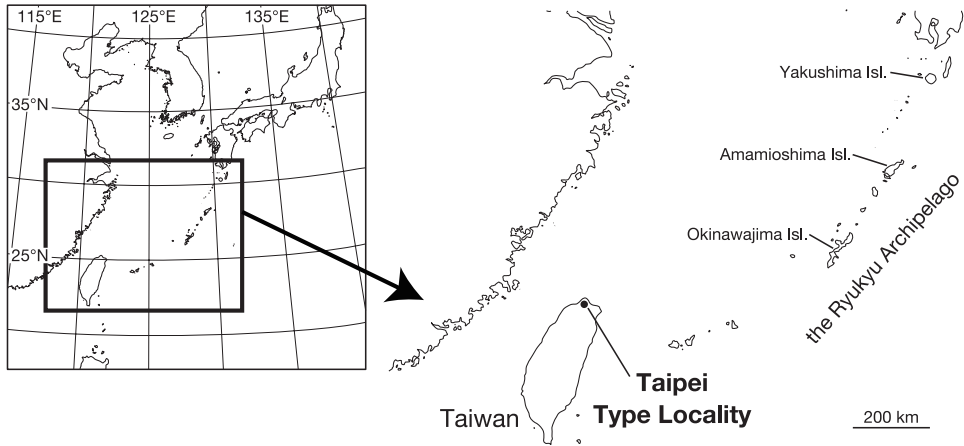 115°E
125°E
135°E
35°N
25°N
Yakushima Isl.
Amamioshima Isl.
Okinawajima Isl.
the Ryukyu Archipelago
Taipei
Type Locality
Taiwan
200 km